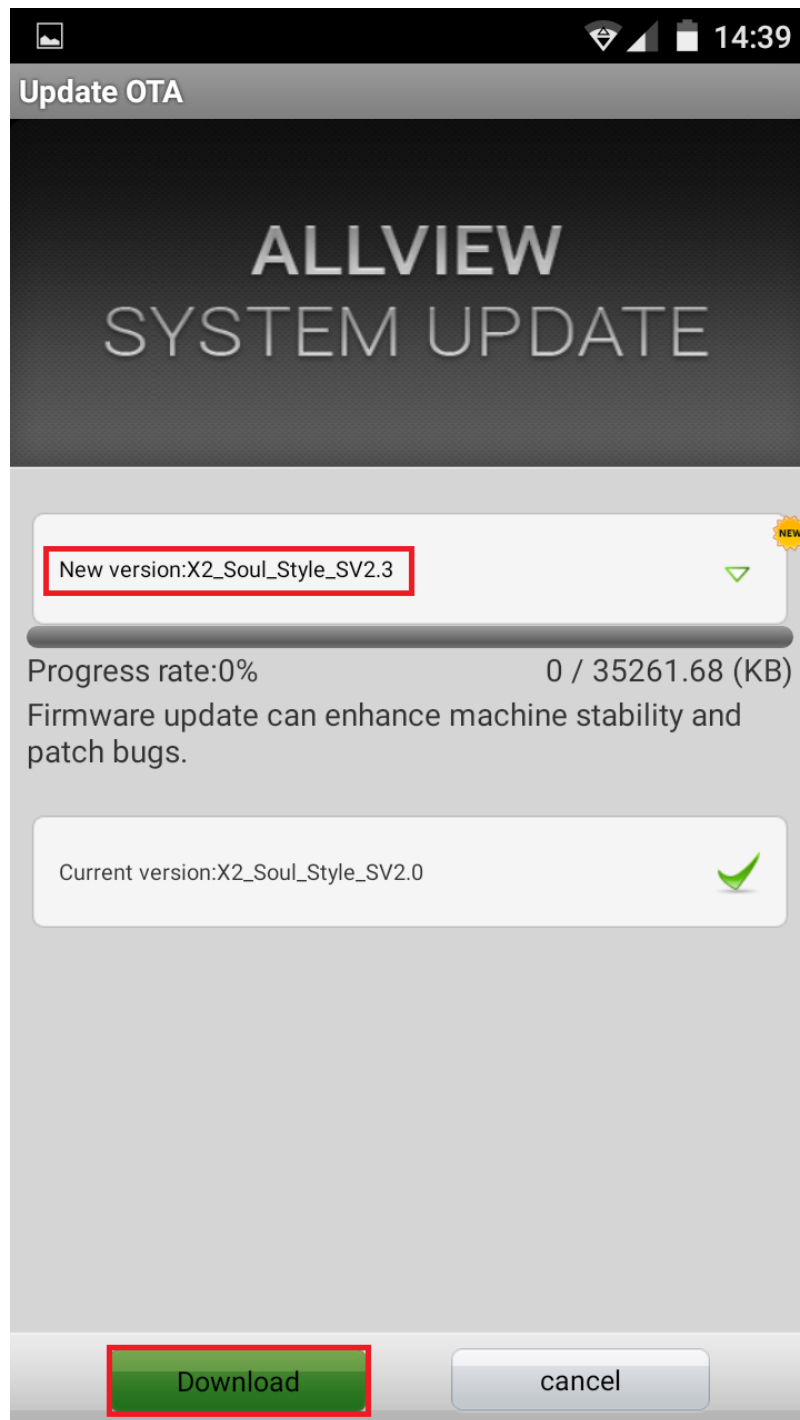 14:39
Update OTA
ALLVIEW
SYSTEM UPDATE
NEW
New version:X2_Soul_Style_SV2.3
Progress rate:0% 0 / 35261.68 (KB)
Firmware update can enhance machine stability and
patch bugs.
Current version:X2_Soul_Style_SV2.0
Download cancel